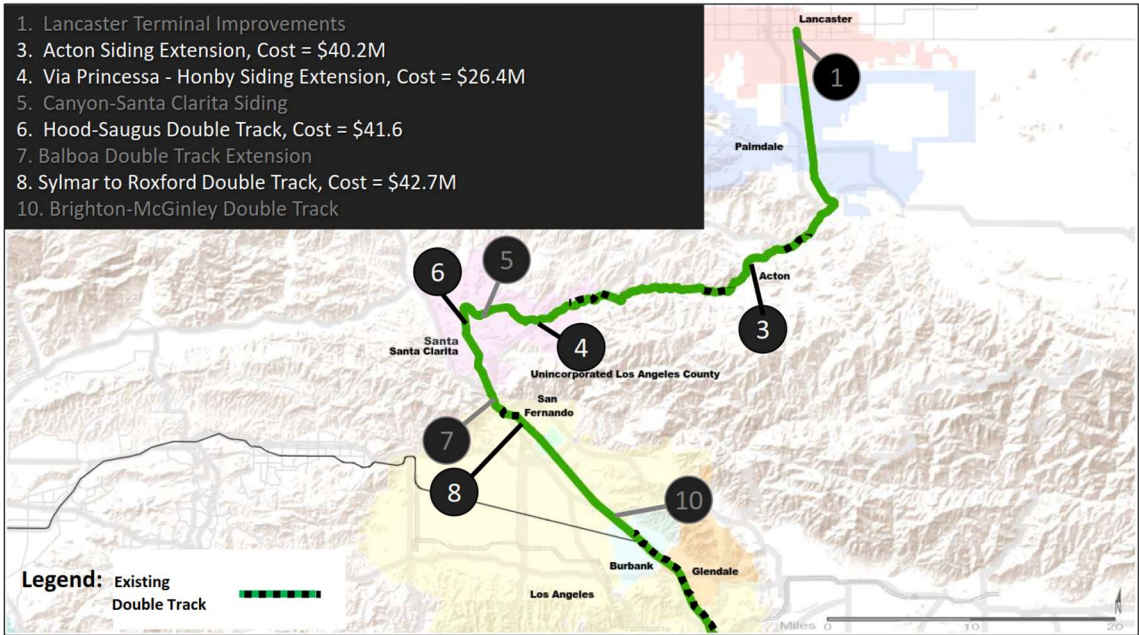 1. Lancaster Terminal Improvements
3. Acton Siding Extension, Cost = $40.2M
4. Via Princessa - Honby Siding Extension, Cost = $26.4M
5. Canyon-Santa Clarita Siding
6. Hood-Saugus Double Track, Cost = $41.6
7. Balboa Double Track Extension
8. Sylmar to Roxford Double Track, Cost = $42.7M
10. Brighton-McGinley Double Track
Lancaster
1
Palmdale
6
5
Acton
3
4
Santa
Santa Clarita
Unincorporated Los Angeles County
San
Fernando
7
8
10
Burbank
Glendale
Los Angeles
Legend: Existing
Double Track
Miles 0 10 20
N